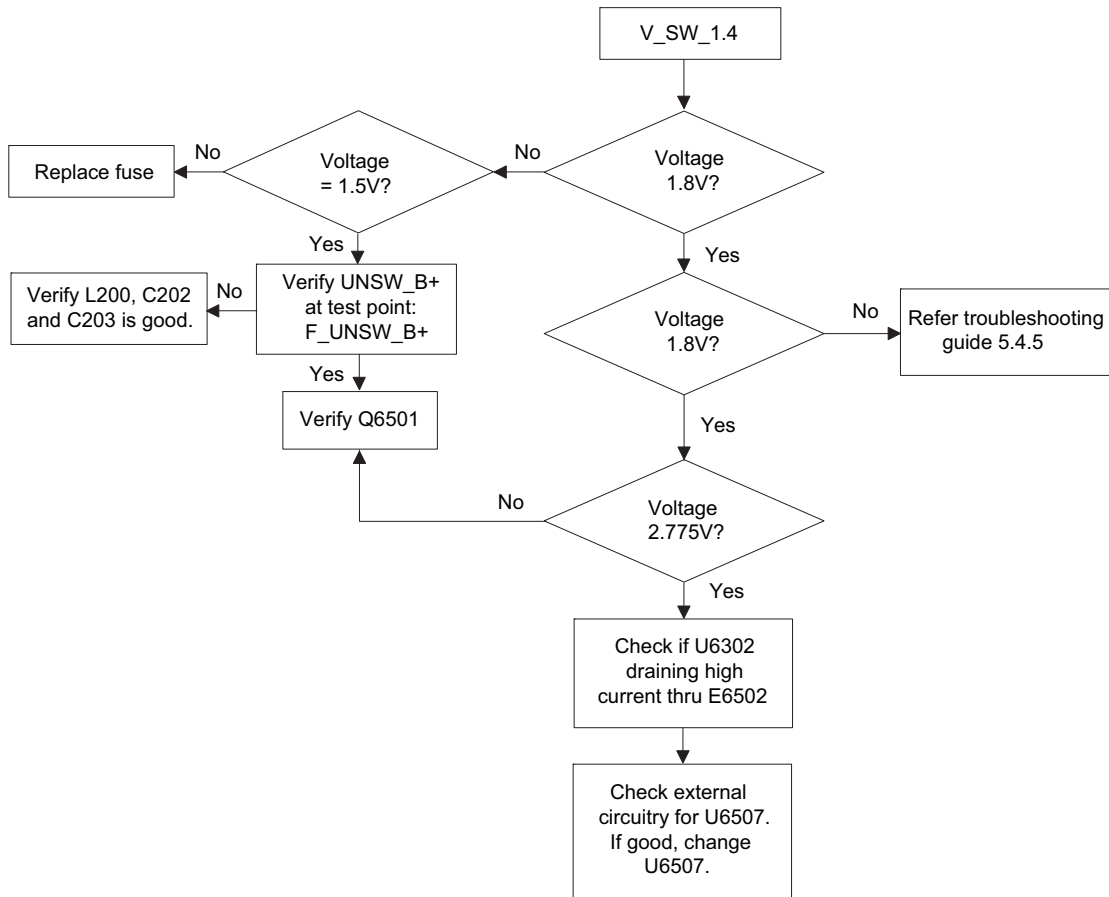 V_SW_1.4
Voltage
1.8V?
No
Voltage
= 1.5V?
No
Replace fuse
Yes
Verify UNSW_B+
at test point:
F_UNSW_B+
No
Verify L200, C202
and C203 is good.
Yes
Verify Q6501
Yes
Voltage
1.8V?
No
Refer troubleshooting
guide 5.4.5
Yes
Voltage
2.775V?
No
Yes
Check if U6302
draining high
current thru E6502
Check external
circuitry for U6507.
If good, change
U6507.